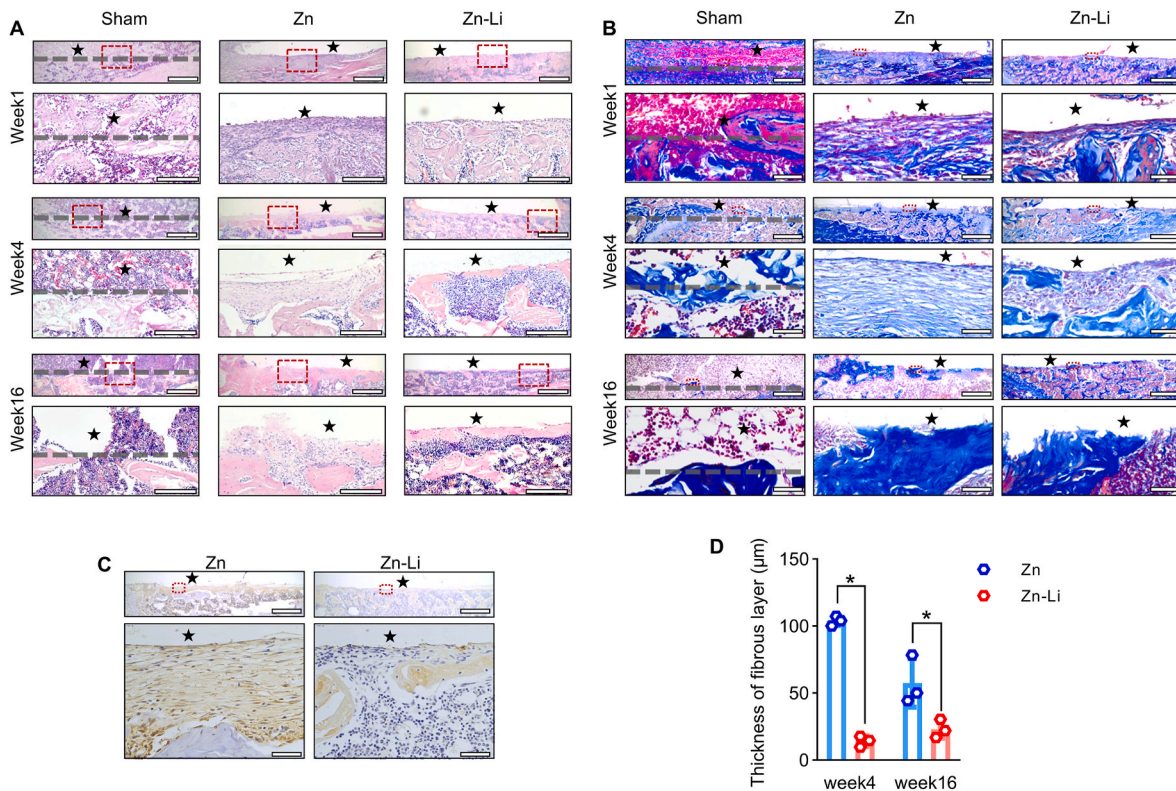 A
Sham
Zn
Zn-Li
Week1
Week4
Week16
B
Sham
Zn
Zn-Li
Week1
Week4
Week16
C
Zn
Zn-Li
D
Thickness of fibrous layer (μm)
150
100
50
0
*
*
week4
week16
Zn
Zn-Li